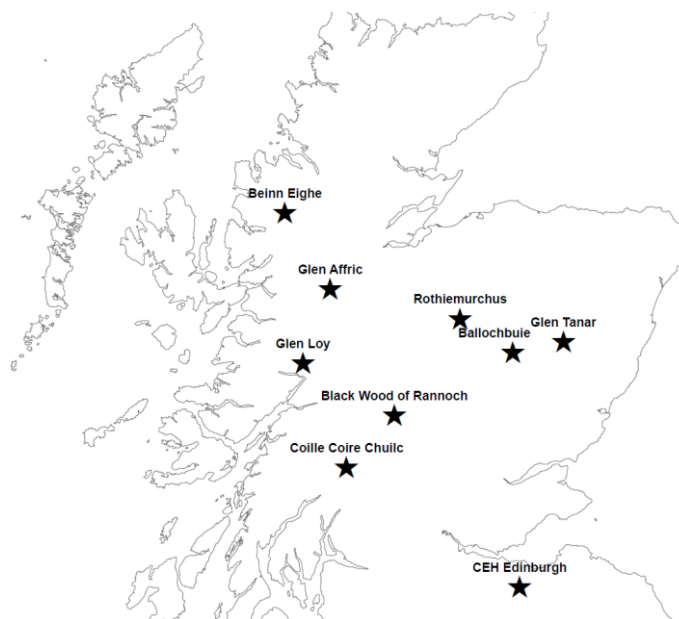 Beinn Eighe
Glen Affric
Rothiemurchus
Glen Tanar
Ballochbuie
Glen Loy
Black Wood of Rannoch
Coille Coire Chuilc
CEH Edinburgh